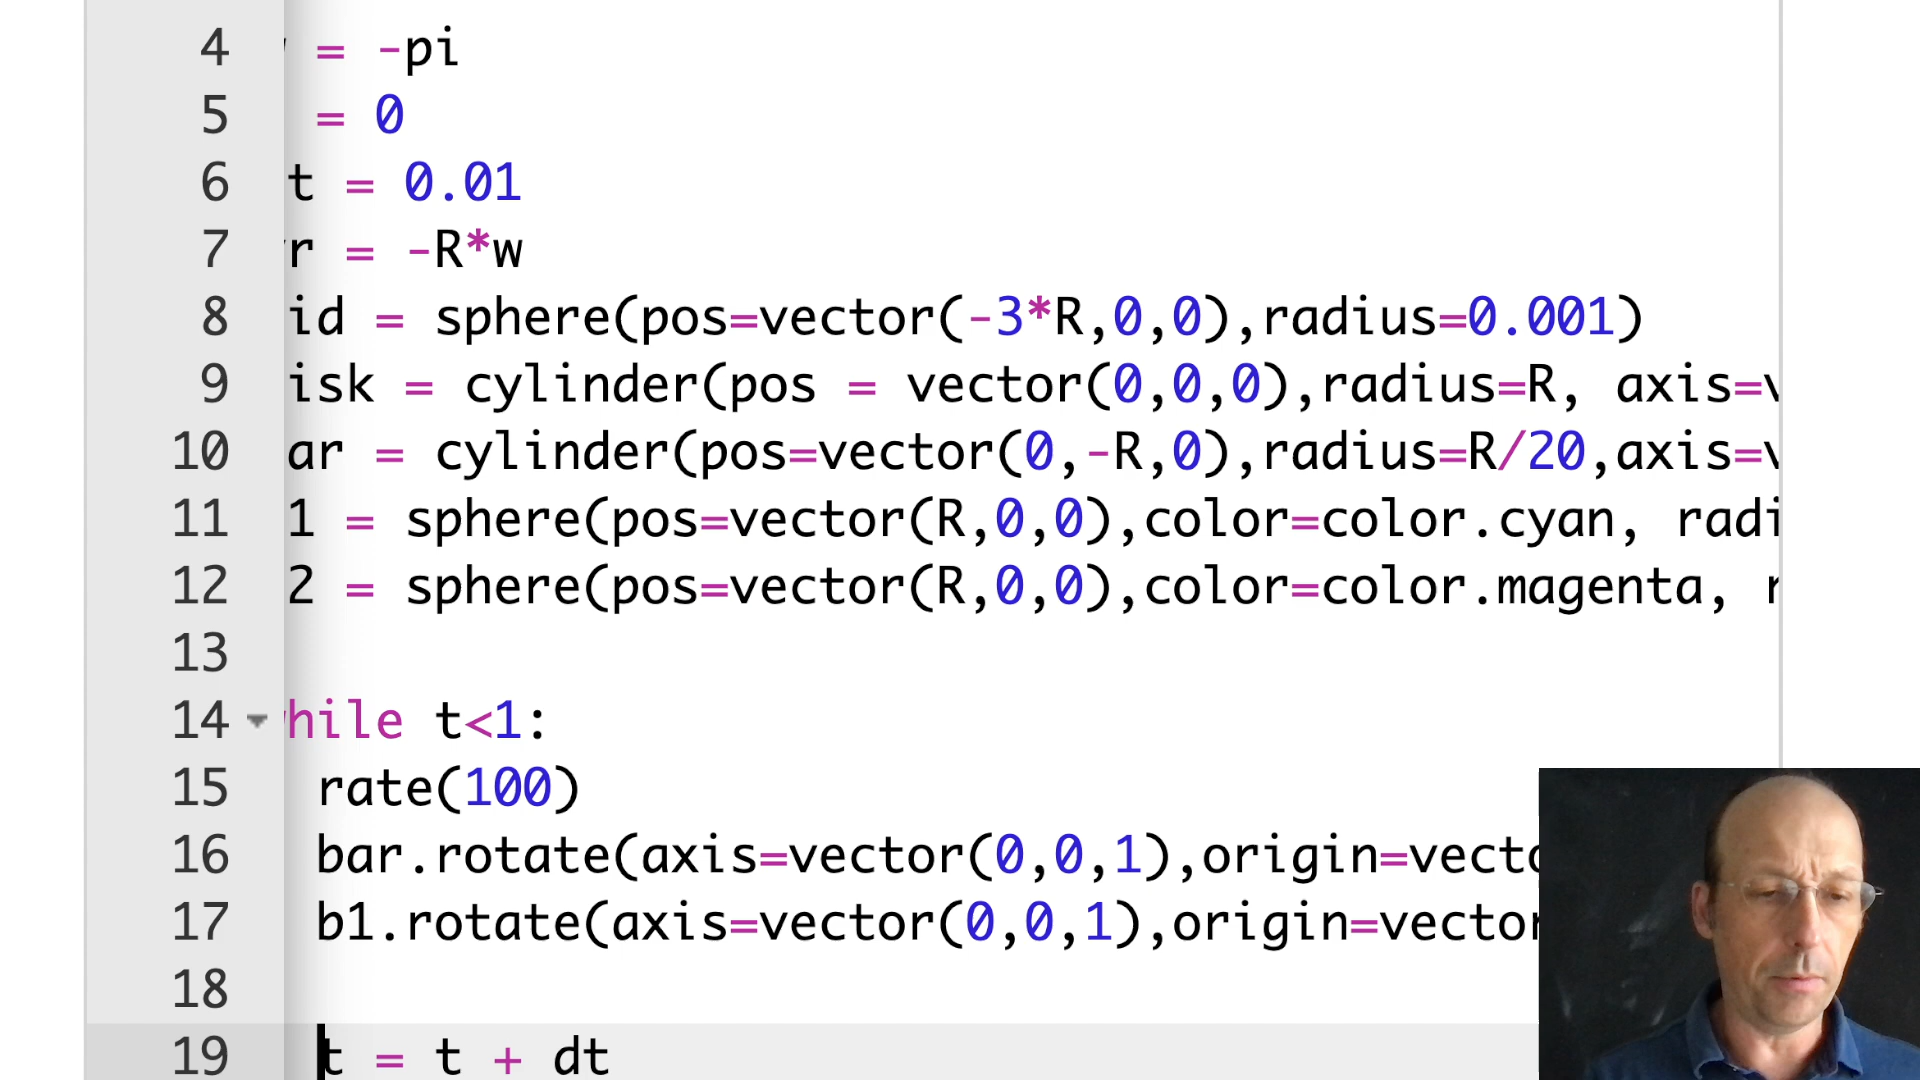 4 = -pi
5 = 0
6 t = 0.01
7 r = -R*w
8 id = sphere(pos=vector(-3*R,0,0),radius=0.001)
9 isk = cylinder(pos = vector(0,0,0),radius=R, axis=v
10 ar = cylinder(pos=vector(0,-R,0),radius=R/20,axis=v
11 1 = sphere(pos=vector(R,0,0),color=color.cyan, radi
12 2 = sphere(pos=vector(R,0,0),color=color.magenta, r
13
14 hile t<1:
15 rate(100)
16 bar.rotate(axis=vector(0,0,1),origin=vecto
17 b1.rotate(axis=vector(0,0,1),origin=vector
18
19 t = t + dt